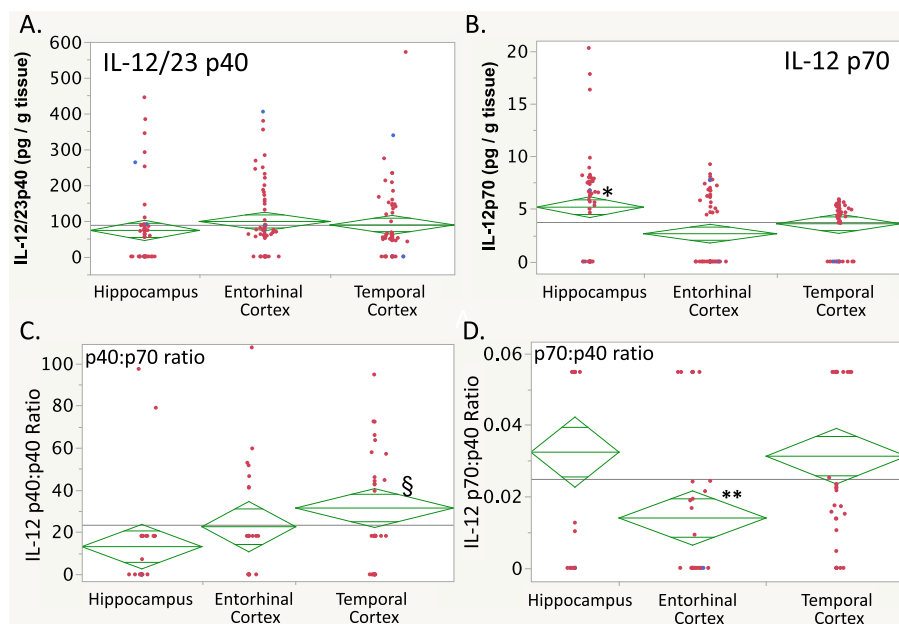 A.
IL-12/23p40 (pg / g tissue)
600
500
400
300
200
100
0
IL-12/23 p40
Hippocampus
Entorhinal
Cortex
Temporal
Cortex
B.
IL-12p70 (pg / g tissue)
20
15
10
5
0
IL-12 p70
*
Hippocampus
Entorhinal
Cortex
Temporal
Cortex
C.
IL-12 p40:p40 Ratio
100
80
60
40
20
0
p40:p70 ratio
§
Hippocampus
Entorhinal
Cortex
Temporal
Cortex
D.
IL-12 p70:p40 Ratio
0.06
0.04
0.02
0
p70:p40 ratio
**
Hippocampus
Entorhinal
Cortex
Temporal
Cortex